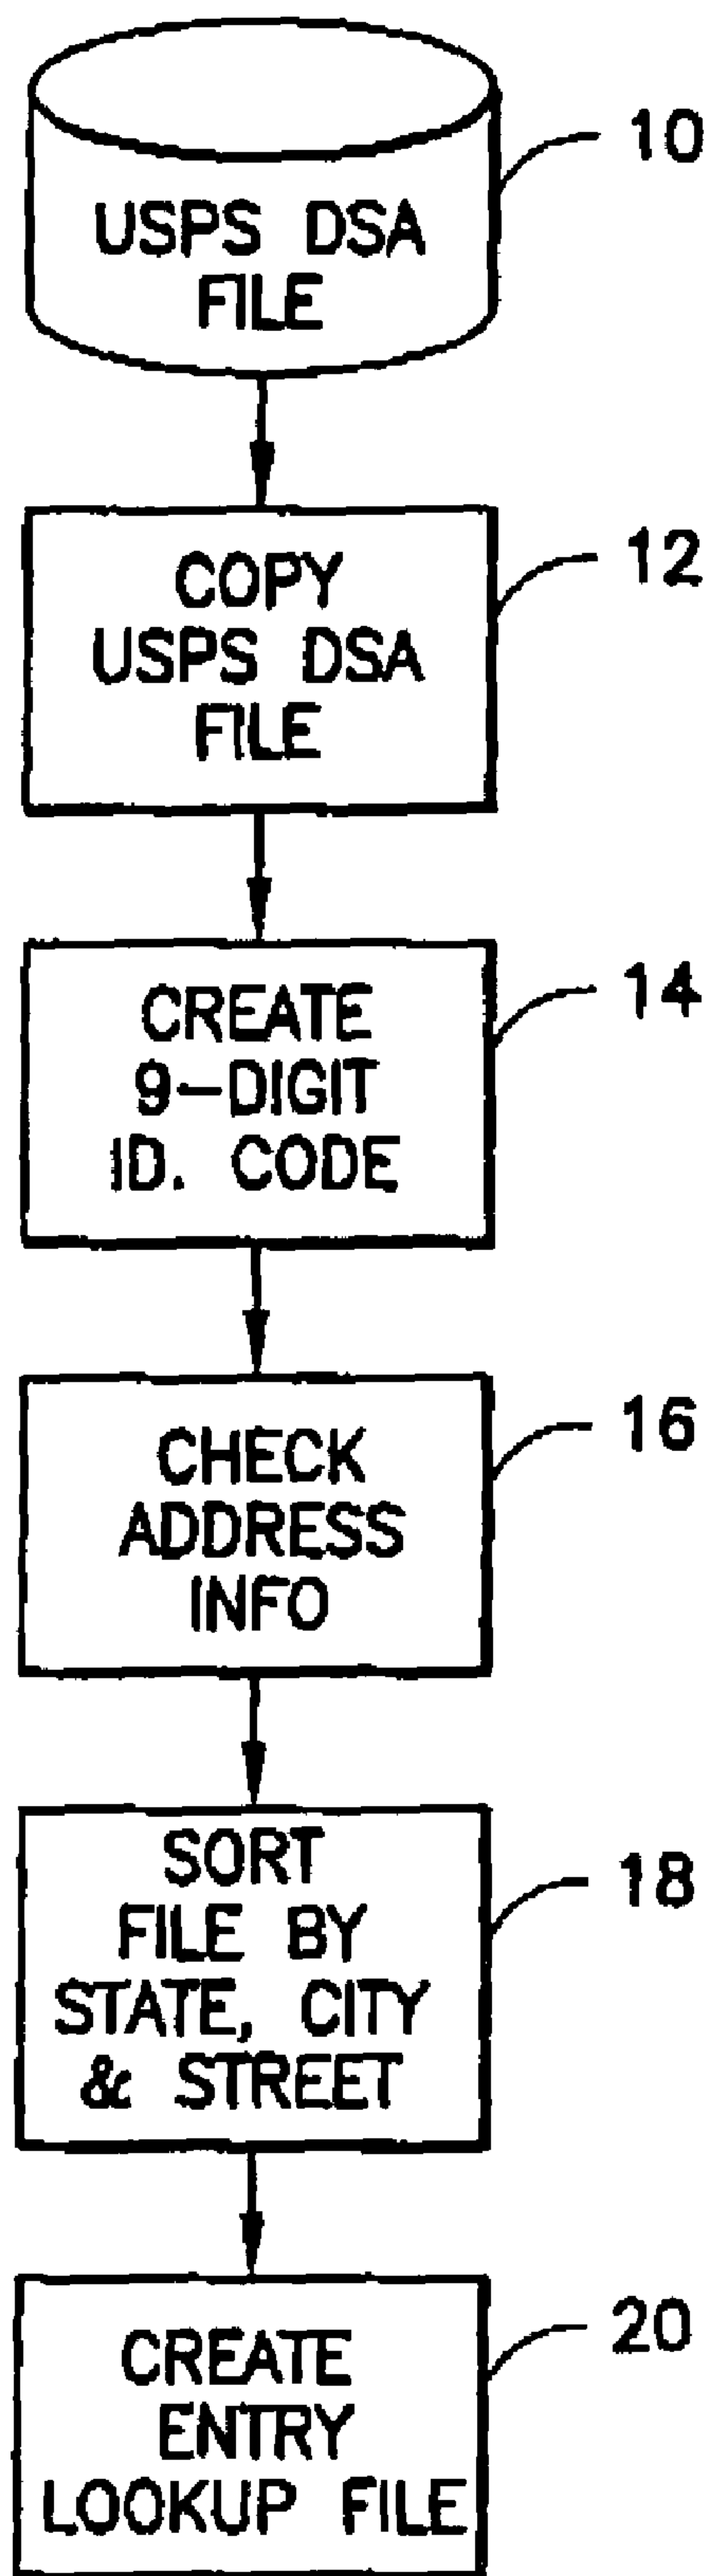 10
USPS DSA
FILE
12
COPY
USPS DSA
FILE
14
CREATE
9-DIGIT
ID. CODE
16
CHECK
ADDRESS
INFO
18
SORT
FILE BY
STATE, CITY
& STREET
20
CREATE
ENTRY
LOOKUP FILE